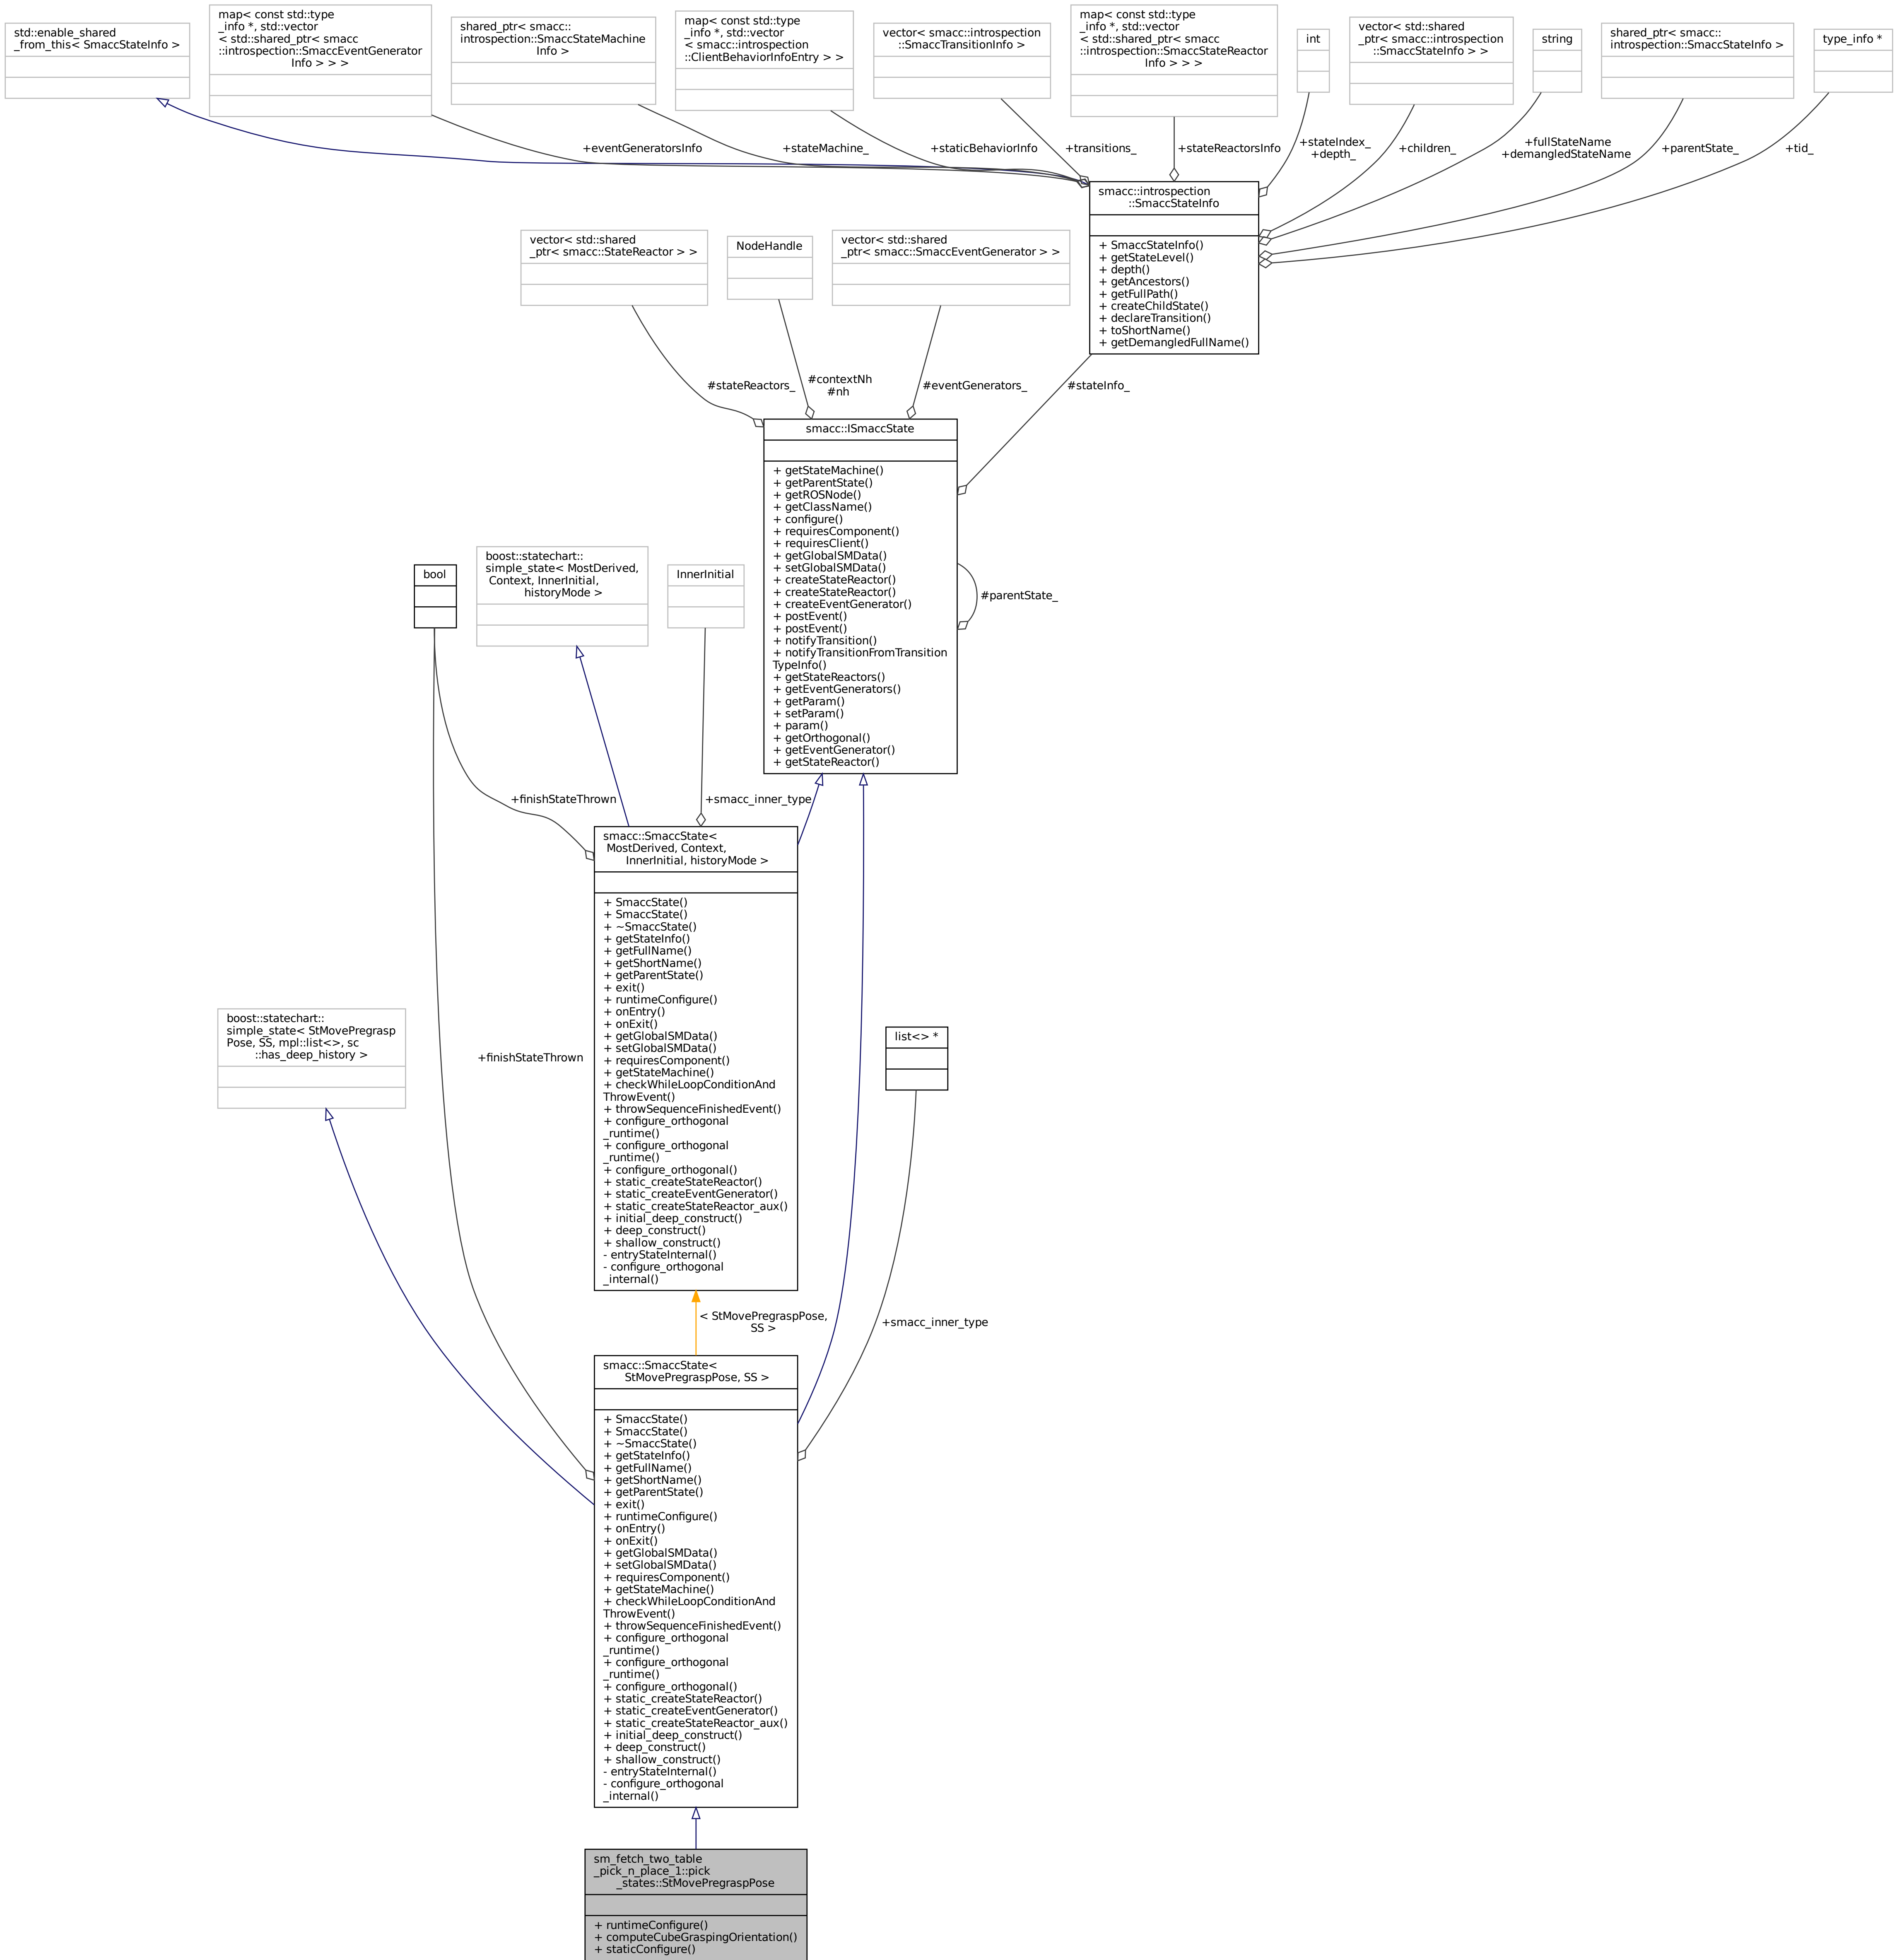 std::enable_shared
_from_this< SmaccStateInfo >
map< const std::type
_info *, std::vector
< std::shared_ptr< smacc
::introspection::SmaccEventGenerator
Info > > >
shared_ptr< smacc::
introspection::SmaccStateMachine
Info >
map< const std::type
_info *, std::vector
< smacc::introspection
::ClientBehaviorInfoEntry > >
vector< smacc::introspection
::SmaccTransitionInfo >
map< const std::type
_info *, std::vector
< std::shared_ptr< smacc
::introspection::SmaccStateReactor
Info > > >
int
vector< std::shared
_ptr< smacc::introspection
::SmaccStateInfo > >
string
shared_ptr< smacc::
introspection::SmaccStateInfo >
type_info *
+eventGeneratorsInfo
+stateMachine_
+staticBehaviorInfo
+transitions_
+stateReactorsInfo
+stateIndex_
+depth_
+children_
+fullStateName
+demangledStateName
+parentState_
+tid_
smacc::introspection
::SmaccStateInfo
+ SmaccStateInfo()
+ getStateLevel()
+ depth()
+ getAncestors()
+ getFullPath()
+ createChildState()
+ declareTransition()
+ toShortName()
+ getDemangledFullName()
vector< std::shared
_ptr< smacc::StateReactor > >
NodeHandle
vector< std::shared
_ptr< smacc::SmaccEventGenerator > >
#stateReactors_
#contextNh
#nh
#eventGenerators_
#stateInfo_
smacc::ISmaccState
+ getStateMachine()
+ getParentState()
+ getROSNode()
+ getClassName()
+ configure()
+ requiresComponent()
+ requiresClient()
+ getGlobalSMData()
+ setGlobalSMData()
+ createStateReactor()
+ createStateReactor()
+ createEventGenerator()
+ postEvent()
+ postEvent()
+ notifyTransition()
+ notifyTransitionFromTransition
TypeInfo()
+ getStateReactors()
+ getEventGenerators()
+ getParam()
+ setParam()
+ param()
+ getOrthogonal()
+ getEventGenerator()
+ getStateReactor()
#parentState_
bool
boost::statechart::
simple_state< MostDerived,
Context, InnerInitial,
historyMode >
InnerInitial
+finishStateThrown
+smacc_inner_type
smacc::SmaccState<
MostDerived, Context,
InnerInitial, historyMode >
+ SmaccState()
+ SmaccState()
+ ~SmaccState()
+ getStateInfo()
+ getFullName()
+ getShortName()
+ getParentState()
+ exit()
+ runtimeConfigure()
+ onEntry()
+ onExit()
+ getGlobalSMData()
+ setGlobalSMData()
+ requiresComponent()
+ getStateMachine()
+ checkWhileLoopConditionAnd
ThrowEvent()
+ throwSequenceFinishedEvent()
+ configure_orthogonal
_runtime()
+ configure_orthogonal
_runtime()
+ configure_orthogonal()
+ static_createStateReactor()
+ static_createEventGenerator()
+ static_createStateReactor_aux()
+ initial_deep_construct()
+ deep_construct()
+ shallow_construct()
- entryStateInternal()
- configure_orthogonal
_internal()
boost::statechart::
simple_state< StMovePregrasp
Pose, SS, mpl::list<>, sc
::has_deep_history >
+finishStateThrown
list<> *
< StMovePregraspPose,
SS >
+smacc_inner_type
smacc::SmaccState<
StMovePregraspPose, SS >
+ SmaccState()
+ SmaccState()
+ ~SmaccState()
+ getStateInfo()
+ getFullName()
+ getShortName()
+ getParentState()
+ exit()
+ runtimeConfigure()
+ onEntry()
+ onExit()
+ getGlobalSMData()
+ setGlobalSMData()
+ requiresComponent()
+ getStateMachine()
+ checkWhileLoopConditionAnd
ThrowEvent()
+ throwSequenceFinishedEvent()
+ configure_orthogonal
_runtime()
+ configure_orthogonal
_runtime()
+ configure_orthogonal()
+ static_createStateReactor()
+ static_createEventGenerator()
+ static_createStateReactor_aux()
+ initial_deep_construct()
+ deep_construct()
+ shallow_construct()
- entryStateInternal()
- configure_orthogonal
_internal()
sm_fetch_two_table
_pick_n_place_1::pick
_states::StMovePregraspPose
+ runtimeConfigure()
+ computeCubeGraspingOrientation()
+ staticConfigure()